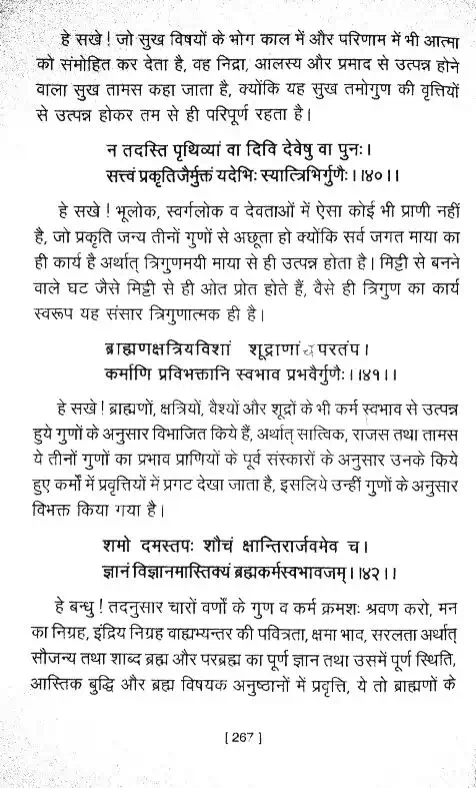 हे सखे ! जो सुख विषयों के भोग काल में और परिणाम में भी आत्मा
को संमोहित कर देता है, वह निद्रा, आलस्य और प्रमाद से उत्पन्न होने
वाला सुख तामस कहा जाता है, क्योंकि यह सुख तमोगुण की वृत्तियों
से उत्पन्न होकर तम से ही परिपूर्ण रहता है।
न तदस्ति पृथिव्यां वा दिवि देवेषु वा पुनः।
सत्त्वं प्रकृतिजैर्मुक्तं यदेभिः स्यात्त्रिभिर्गुणैः।।४०।।
हे सखे ! भूलोक, स्वर्गलोक व देवताओं में ऐसा कोई भी प्राणी नहीं
है, जो प्रकृति जन्य तीनों गुणों से अछूता हो क्योंकि सर्व जगत माया का
ही कार्य है अर्थात् त्रिगुणमयी माया से ही उत्पन्न होता है। मिट्टी से बनने
वाले घट जैसे मिट्टी से ही ओत प्रोत होते हैं, वैसे ही त्रिगुण का कार्य
स्वरूप यह संसार त्रिगुणात्मक ही है।
ब्राह्मणक्षत्रियविशां शूद्राणां च परतंप।
कर्माणि प्रविभक्तानि स्वभाव प्रभवैर्गुणैः।।४१।।
हे सखे ! ब्राह्मणों, क्षत्रियों, वैश्यों और शूद्रों के भी कर्म स्वभाव से उत्पन्न
हुये गुणों के अनुसार विभाजित किये हैं, अर्थात् सात्विक, राजस तथा तामस
ये तीनों गुणों का प्रभाव प्राणियों के पूर्व संस्कारों के अनुसार उनके किये
हुए कर्मों में प्रवृत्तियों में प्रगट देखा जाता है, इसलिये उन्हीं गुणों के अनुसार
विभक्त किया गया है।
शमो दमस्तपः शौचं क्षान्तिरार्जवमेव च।
ज्ञानं विज्ञानमास्तिक्यं ब्रह्मकर्मस्वभावजम्।।४२।।
हे बन्धु ! तदनुसार चारों वर्णों के गुण व कर्म क्रमशः श्रवण करो, मन
का निग्रह, इंद्रिय निग्रह वाह्यभ्यन्तर की पवित्रता, क्षमा भाव, सरलता अर्थात्
सौजन्य तथा शाब्द ब्रह्म और परब्रह्म का पूर्ण ज्ञान तथा उसमें पूर्ण स्थिति,
आस्तिक बुद्धि और ब्रह्म विषयक अनुष्ठानों में प्रवृत्ति, ये तो ब्राह्मणों के
[ 267 ]